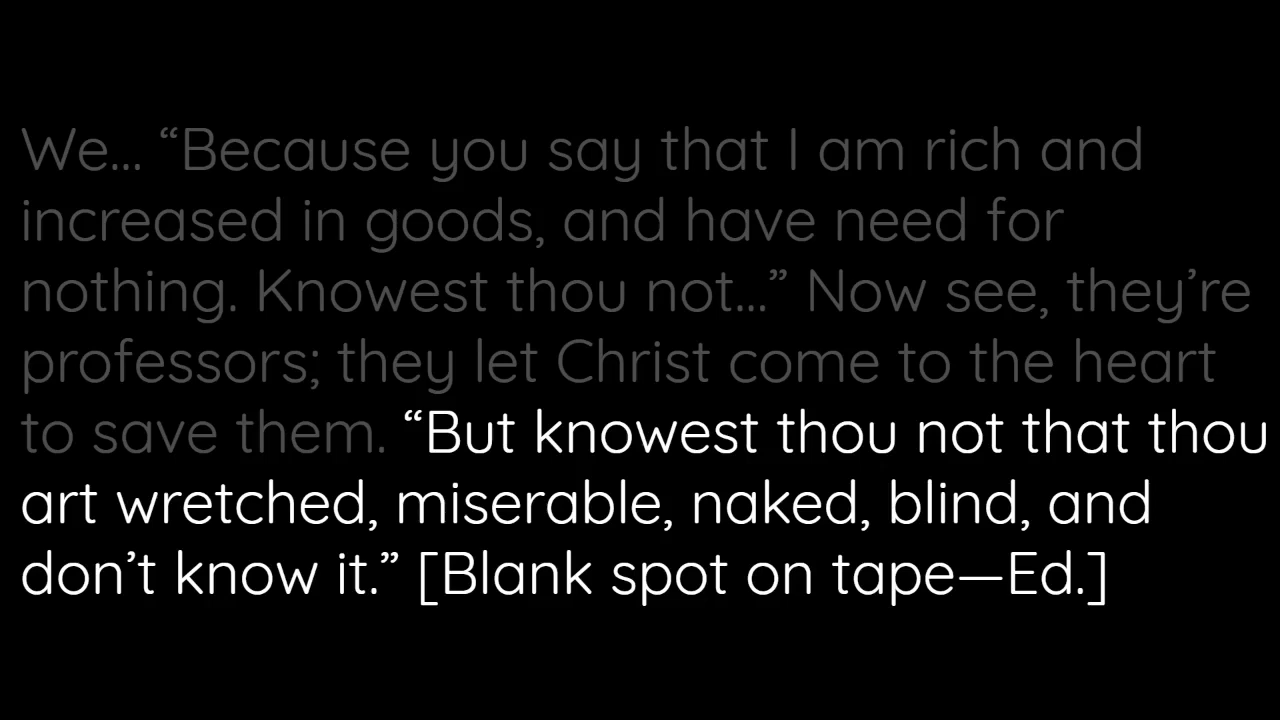 We... “Because you say that I am rich and
increased in goods, and have need for
nothing. Knowest thou not...” Now see, they’re
professors; they let Christ come to the heart
to save them. “But knowest thou not that thou
art wretched, miserable, naked, blind, and
don’t know it.” [Blank spot on tape—Ed.]